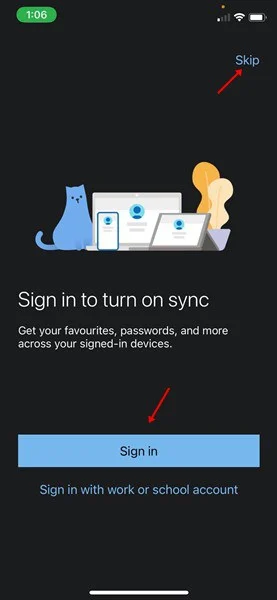 1:06
Skip
Sign in to turn on sync
Get your favourites, passwords, and more
across your signed-in devices.
Sign in
Sign in with work or school account